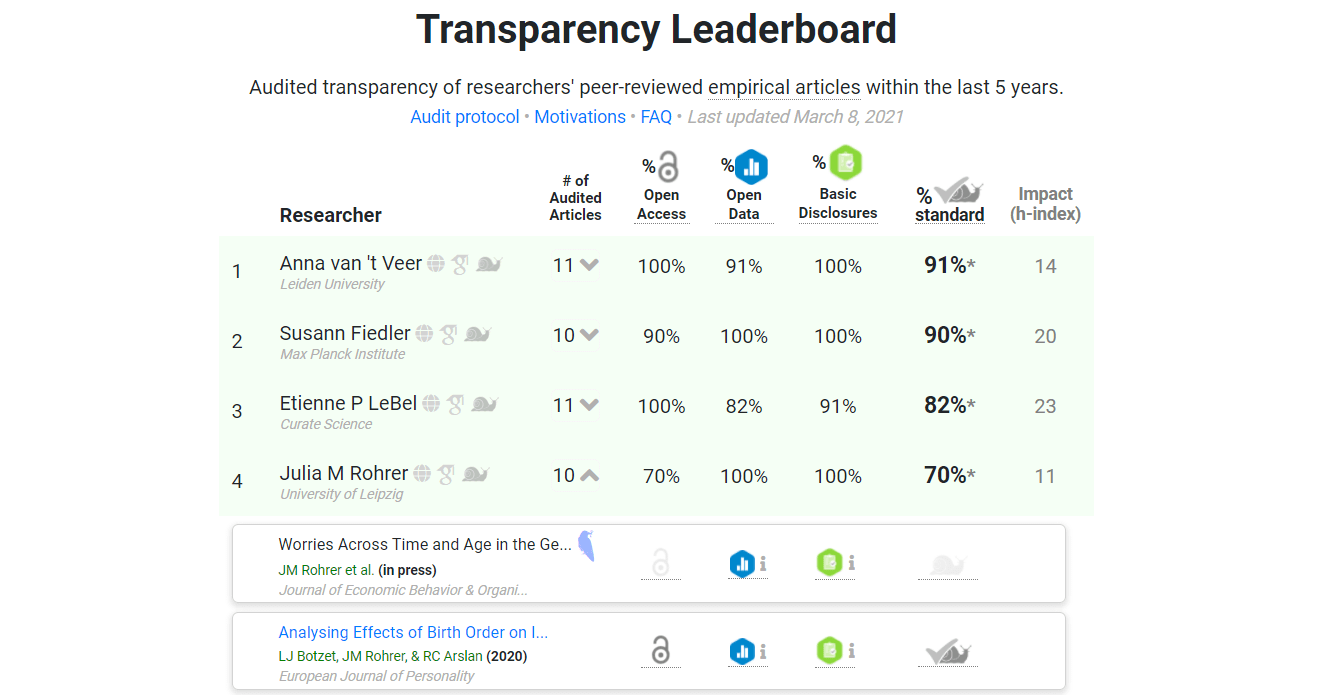 Transparency Leaderboard
Audited transparency of researchers' peer-reviewed empirical articles within the last 5 years.
Audit protocol • Motivations • FAQ • Last updated March 8, 2021
Researcher
# of
Audited
Articles
%
Open
Access
%
Open
Data
%
Basic
Disclosures
%
standard
Impact
(h-index)
1 Anna van 't Veer 11 100% 91% 100% 91%* 14
Leiden University
2 Susann Fiedler 10 90% 100% 100% 90%* 20
Max Planck Institute
3 Etienne P LeBel 11 100% 82% 91% 82%* 23
Curate Science
4 Julia M Rohrer 10 70% 100% 100% 70%* 11
University of Leipzig
Worries Across Time and Age in the Ge...
JM Rohrer et al. (in press)
Journal of Economic Behavior & Organi...
Analysing Effects of Birth Order on I...
LJ Botzet, JM Rohrer, & RC Arslan (2020)
European Journal of Personality